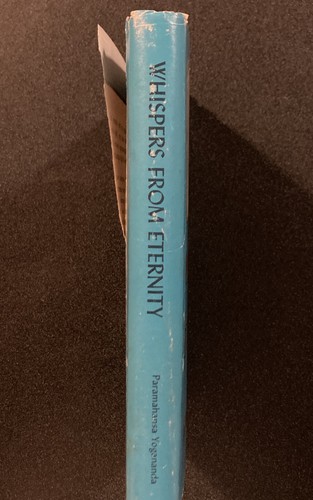 WHISPERS FROM ETERNITY
Paramahansa Yogananda